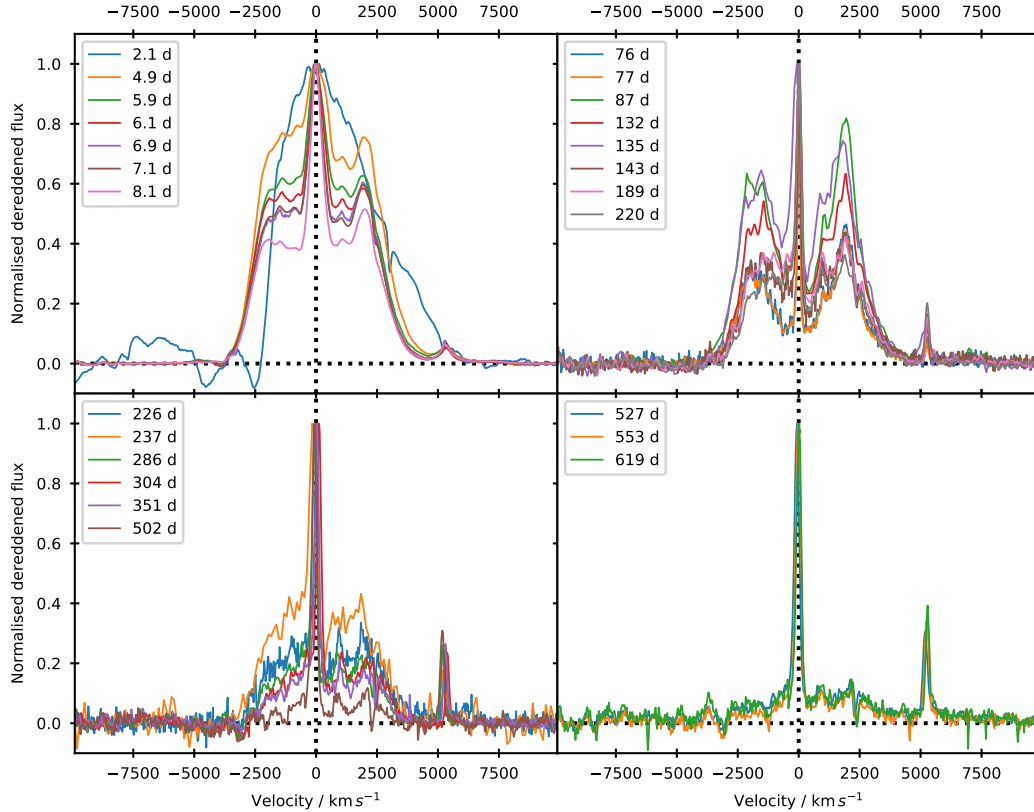 −7500 −5000 −2500 0 2500 5000 7500
−7500 −5000 −2500 0 2500 5000 7500
Normalised dereddened flux
1.0
0.8
0.6
0.4
0.2
0.0
2.1 d
4.9 d
5.9 d
6.1 d
6.9 d
7.1 d
8.1 d
76 d
77 d
87 d
132 d
135 d
143 d
189 d
220 d
Normalised dereddened flux
1.0
0.8
0.6
0.4
0.2
0.0
226 d
237 d
286 d
304 d
351 d
502 d
527 d
553 d
619 d
−7500 −5000 −2500 0 2500 5000 7500
−7500 −5000 −2500 0 2500 5000 7500
Velocity / km s⁻¹
Velocity / km s⁻¹